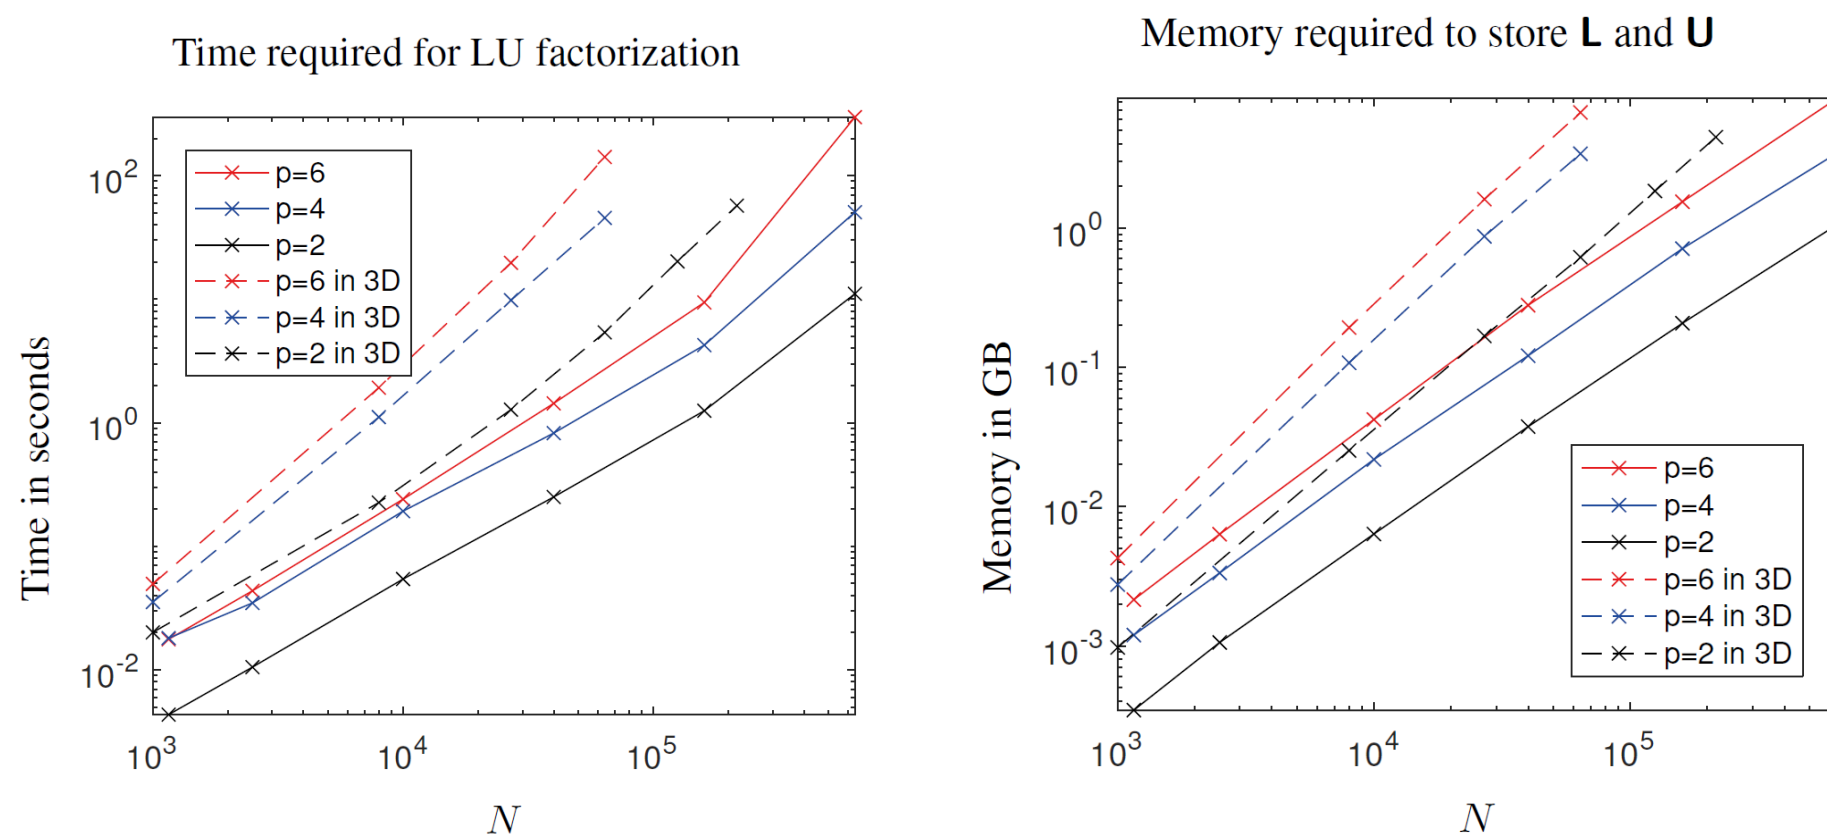 Time required for LU factorization
p=6
p=4
p=2
p=6 in 3D
p=4 in 3D
p=2 in 3D
10^2
10^0
10^-2
Time in seconds
10^3 10^4 10^5
N
Memory required to store L and U
10^0
10^-1
10^-2
10^-3
Memory in GB
p=6
p=4
p=2
p=6 in 3D
p=4 in 3D
p=2 in 3D
10^3 10^4 10^5
N